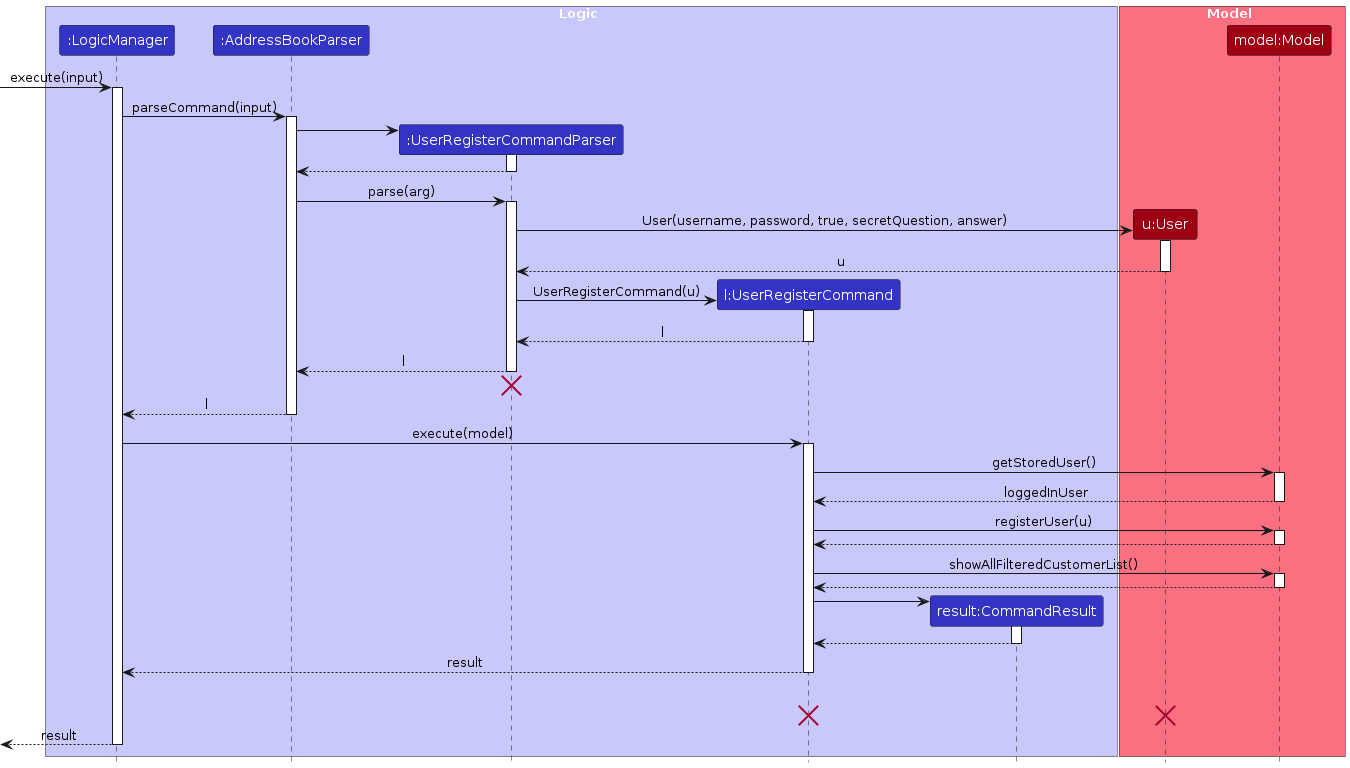 Logic
Model
:LogicManager
:AddressBookParser
model:Model
execute(input)
parseCommand(input)
:UserRegisterCommandParser
parse(arg)
User(username, password, true, secretQuestion, answer)
u:User
u
UserRegisterCommand(u)
l:UserRegisterCommand
l
l
l
execute(model)
getStoredUser()
loggedInUser
registerUser(u)
showAllFilteredCustomerList()
result:CommandResult
result
result